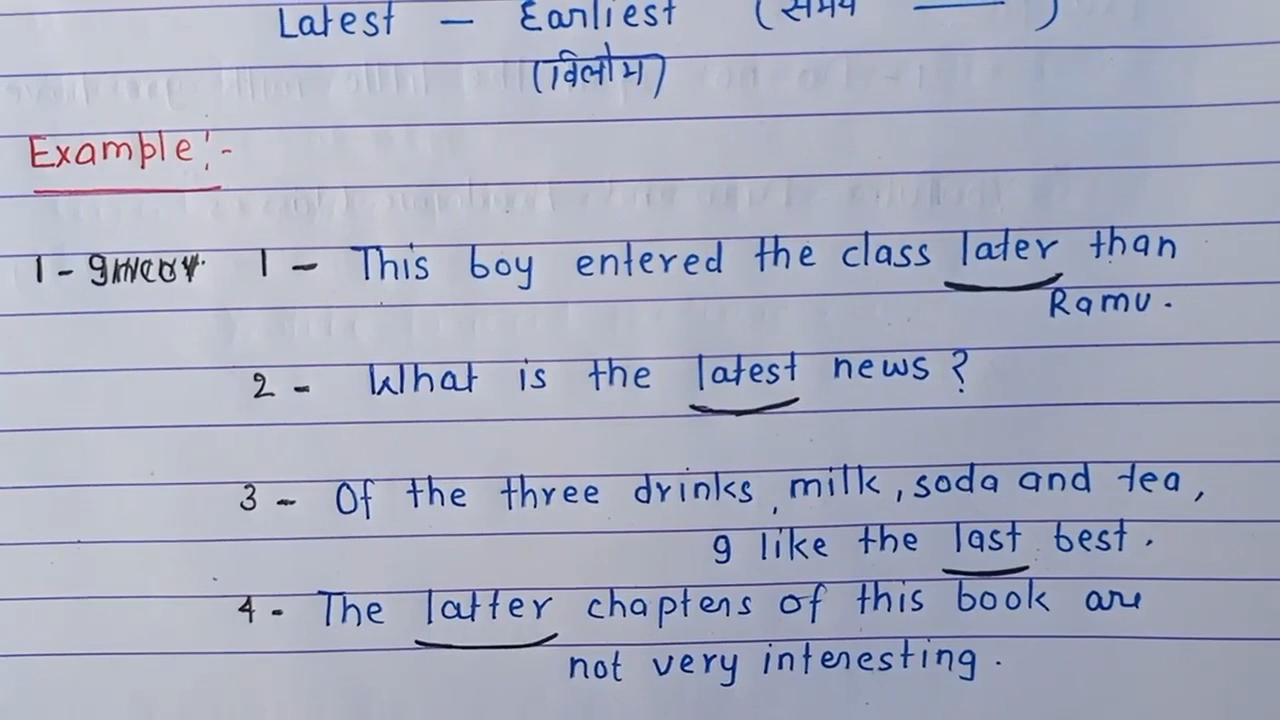 Latest — Earliest (समय —)
(विलोम)
Example:-
1 - 1 - This boy entered the class later than
Ramu.
2 - What is the latest news?
3 - Of the three drinks, milk, soda and tea,
I like the last best.
4 - The latter chapters of this book are
not very interesting.